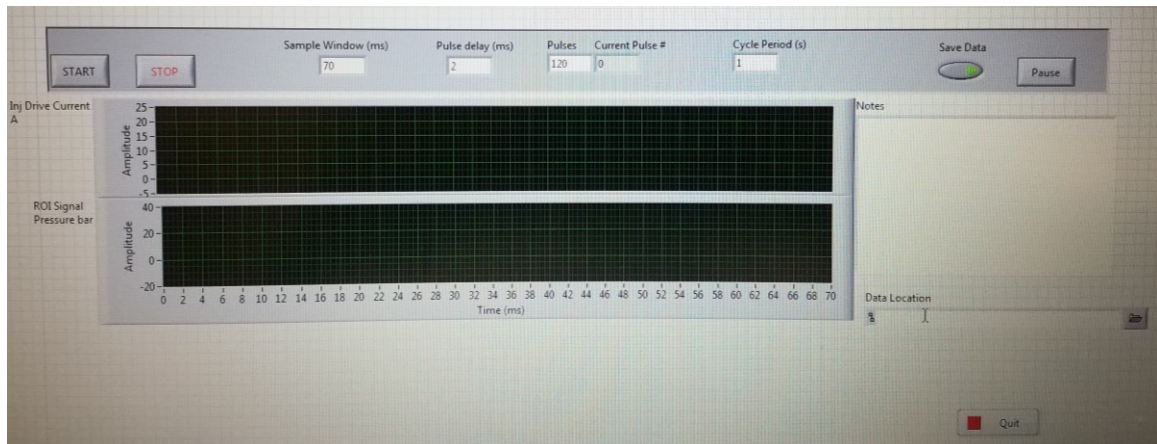 Sample Window (ms) Pulse delay (ms) Pulses Current Pulse # Cycle Period (s) Save Data
START STOP 70 2 120 0 1 Pause
Inj Drive Current
A
25
20
15
10
5
0
-5
Amplitude
Notes
ROI Signal
Pressure bar
40
20
0
-20
Amplitude
0 2 4 6 8 10 12 14 16 18 20 22 24 26 28 30 32 34 36 38 40 42 44 46 48 50 52 54 56 58 60 62 64 66 68 70
Time (ms)
Data Location
Quit